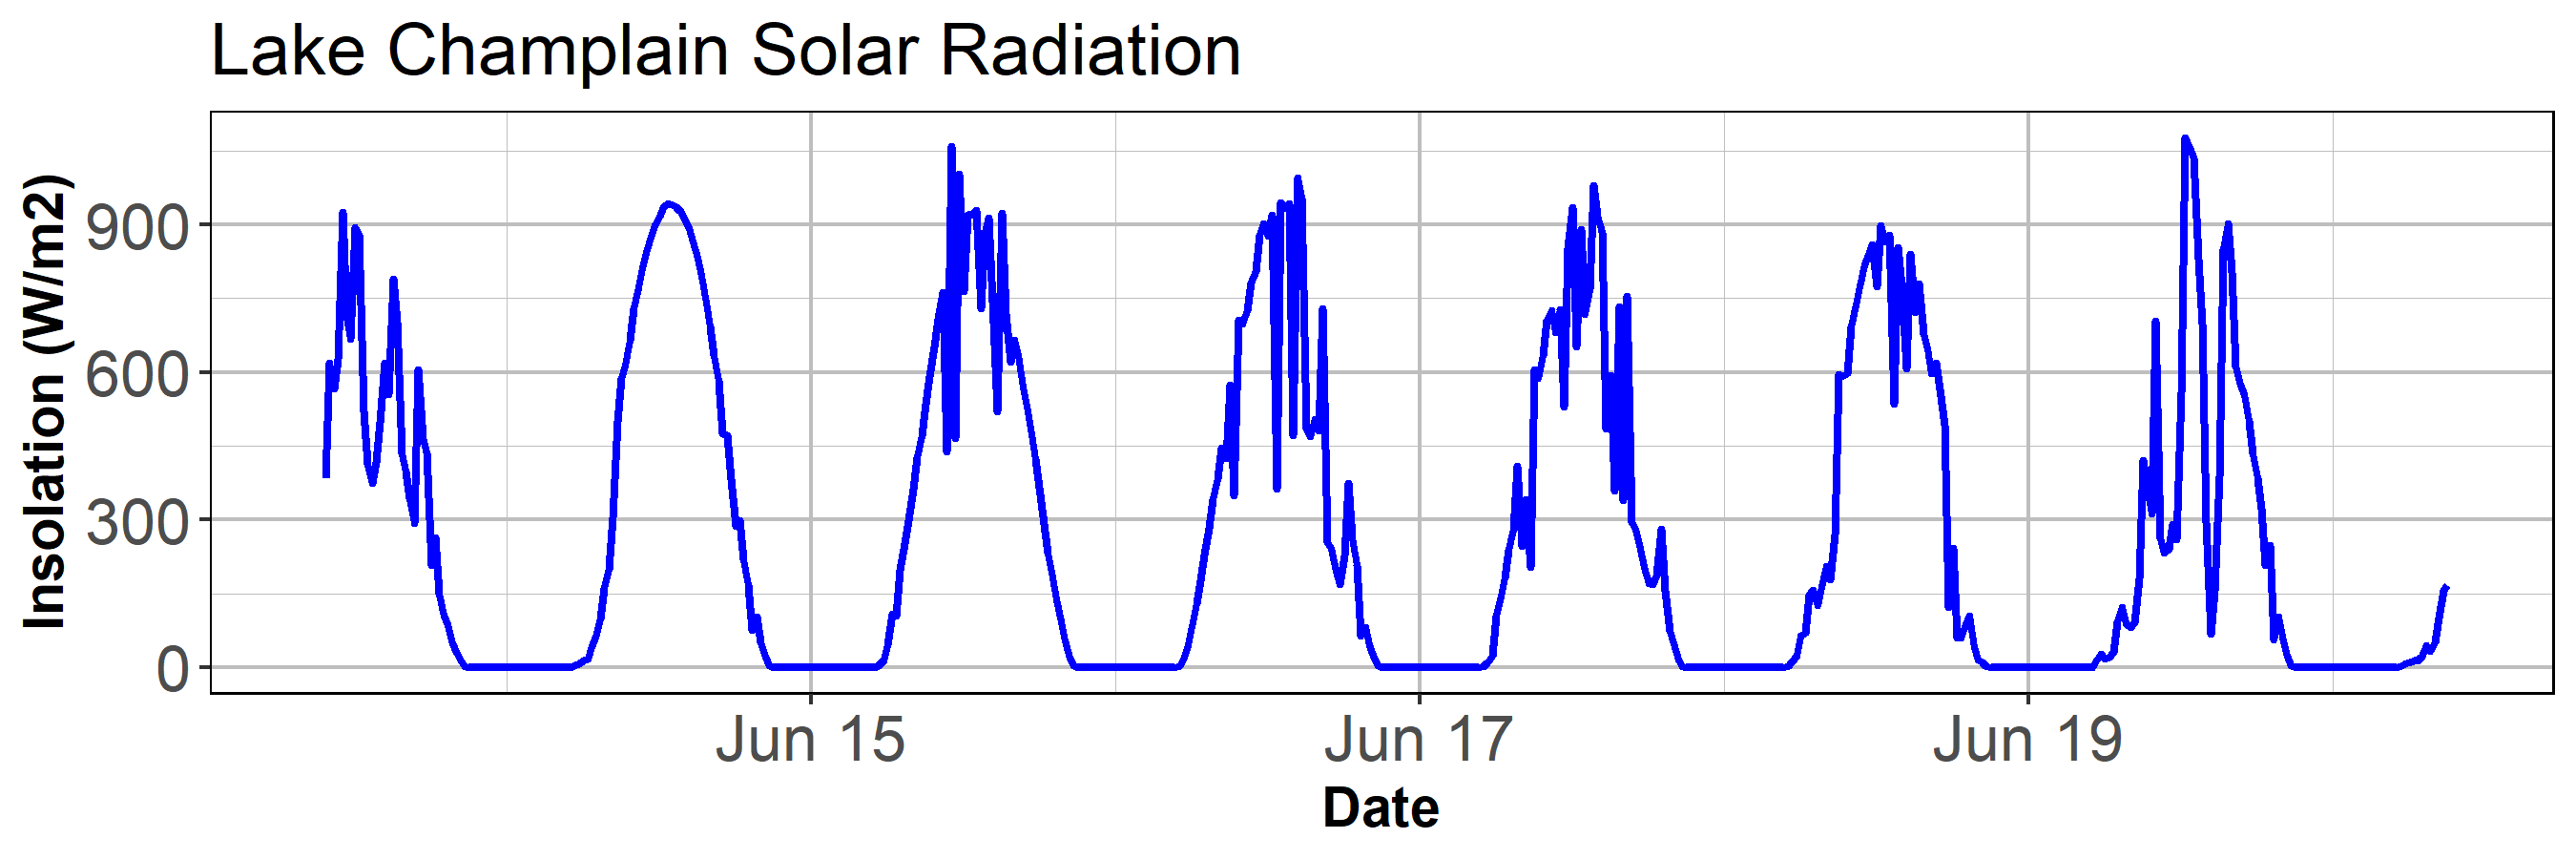 Lake Champlain Solar Radiation
Insolation (W/m2)
900
600
300
0
Jun 15
Jun 17
Jun 19
Date